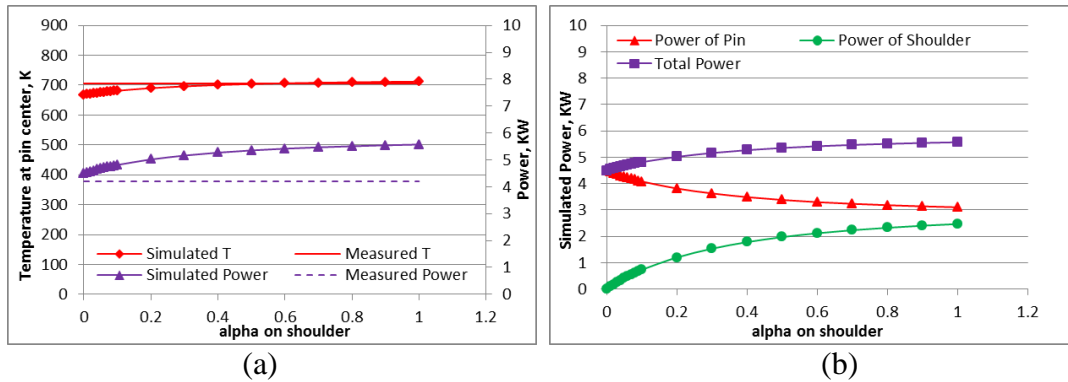 900
800
700
600
500
400
300
200
100
0
Temperature at pin center, K
10
9
8
7
6
5
4
3
2
1
0
Power, KW
Simulated T
Measured T
Simulated Power
Measured Power
0 0.2 0.4 0.6 0.8 1 1.2
alpha on shoulder
(a)
10
9
8
7
6
5
4
3
2
1
0
Simulated Power, KW
Power of Pin
Power of Shoulder
Total Power
0 0.2 0.4 0.6 0.8 1 1.2
alpha on shoulder
(b)